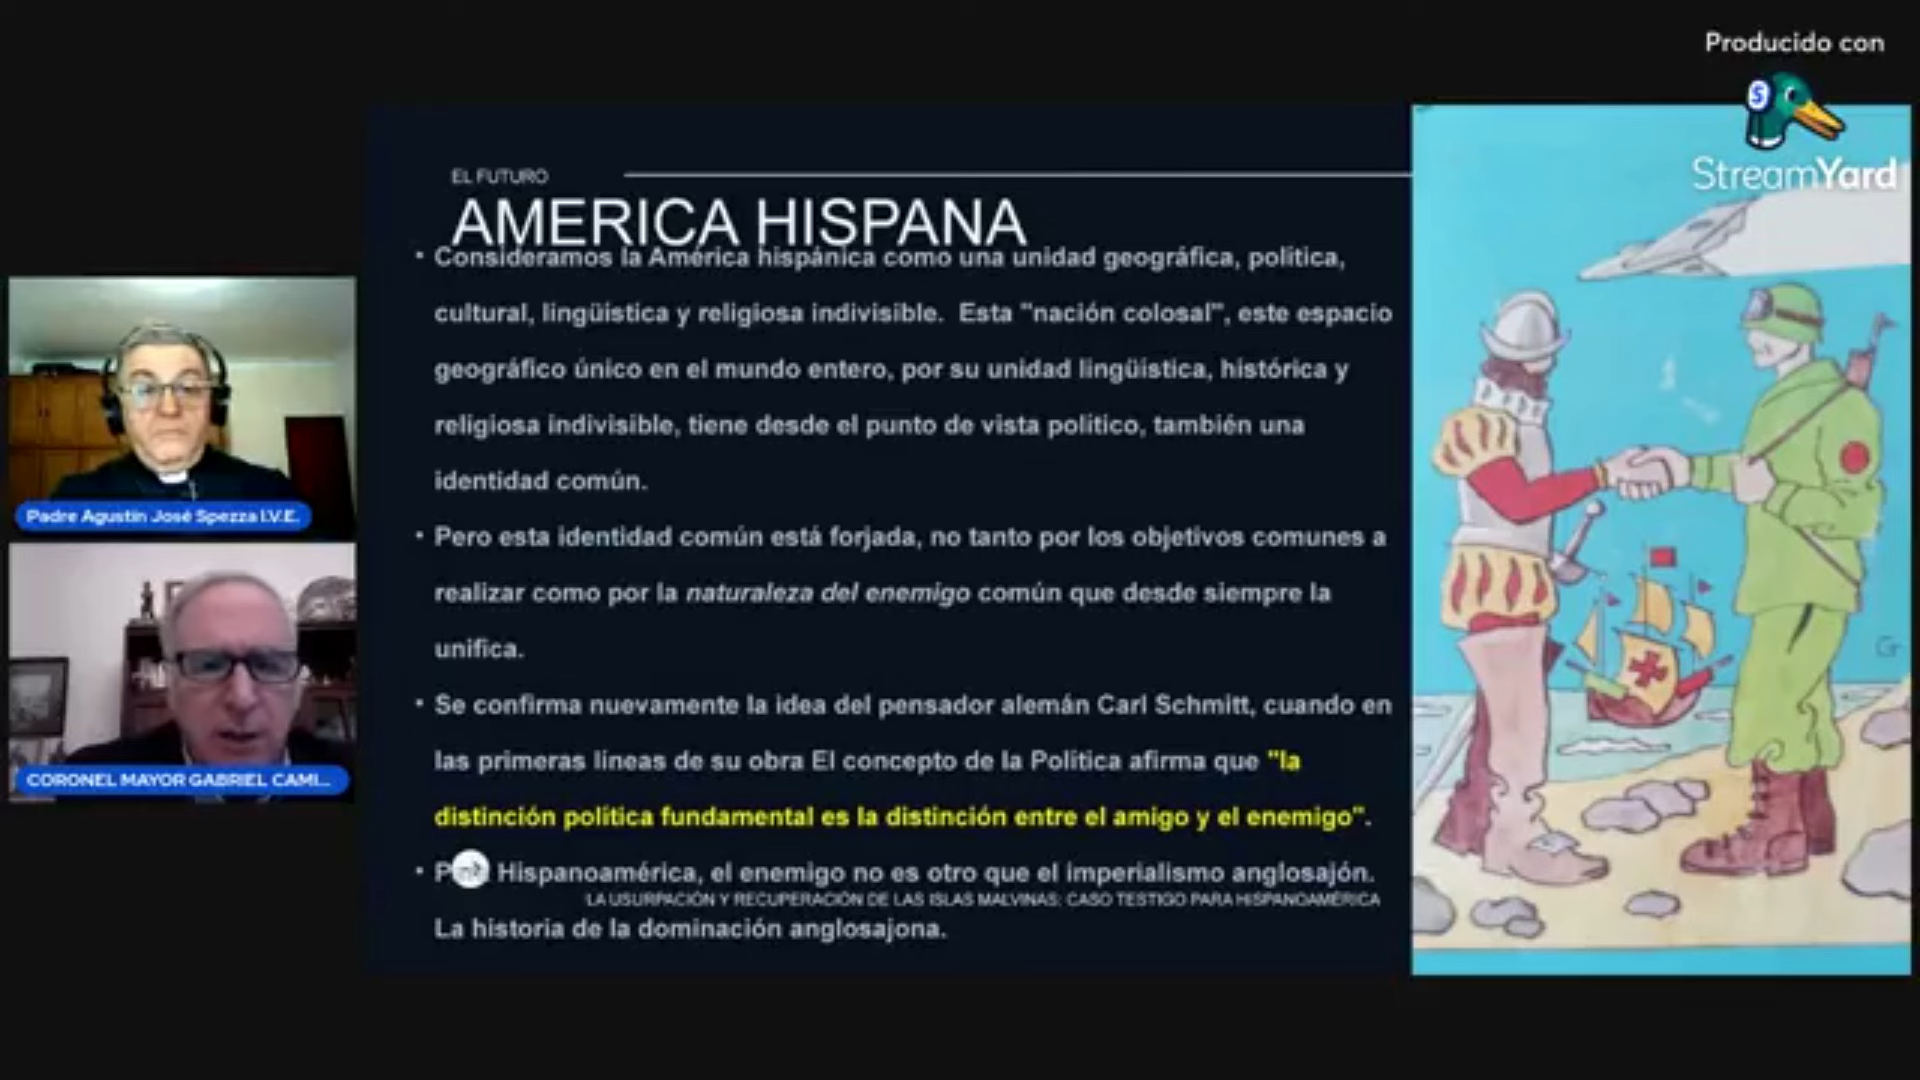 Producido con
StreamYard
EL FUTURO
AMERICA HISPANA
• Consideramos la América hispánica como una unidad geográfica, política,
cultural, lingüística y religiosa indivisible. Esta "nación colosal", este espacio
geográfico único en el mundo entero, por su unidad lingüística, histórica y
religiosa indivisible, tiene desde el punto de vista político, también una
identidad común.
• Pero esta identidad común está forjada, no tanto por los objetivos comunes a
realizar como por la naturaleza del enemigo común que desde siempre la
unifica.
• Se confirma nuevamente la idea del pensador alemán Carl Schmitt, cuando en
las primeras líneas de su obra El concepto de la Política afirma que "la
distinción política fundamental es la distinción entre el amigo y el enemigo".
• Hispanoamérica, el enemigo no es otro que el imperialismo anglosajón.
LA USURPACIÓN Y RECUPERACIÓN DE LAS ISLAS MALVINAS: CASO TESTIGO PARA HISPANOAMÉRICA
La historia de la dominación anglosajona.
Padre Agustín José Spezza I.V.E.
CORONEL MAYOR GABRIEL CAMI...